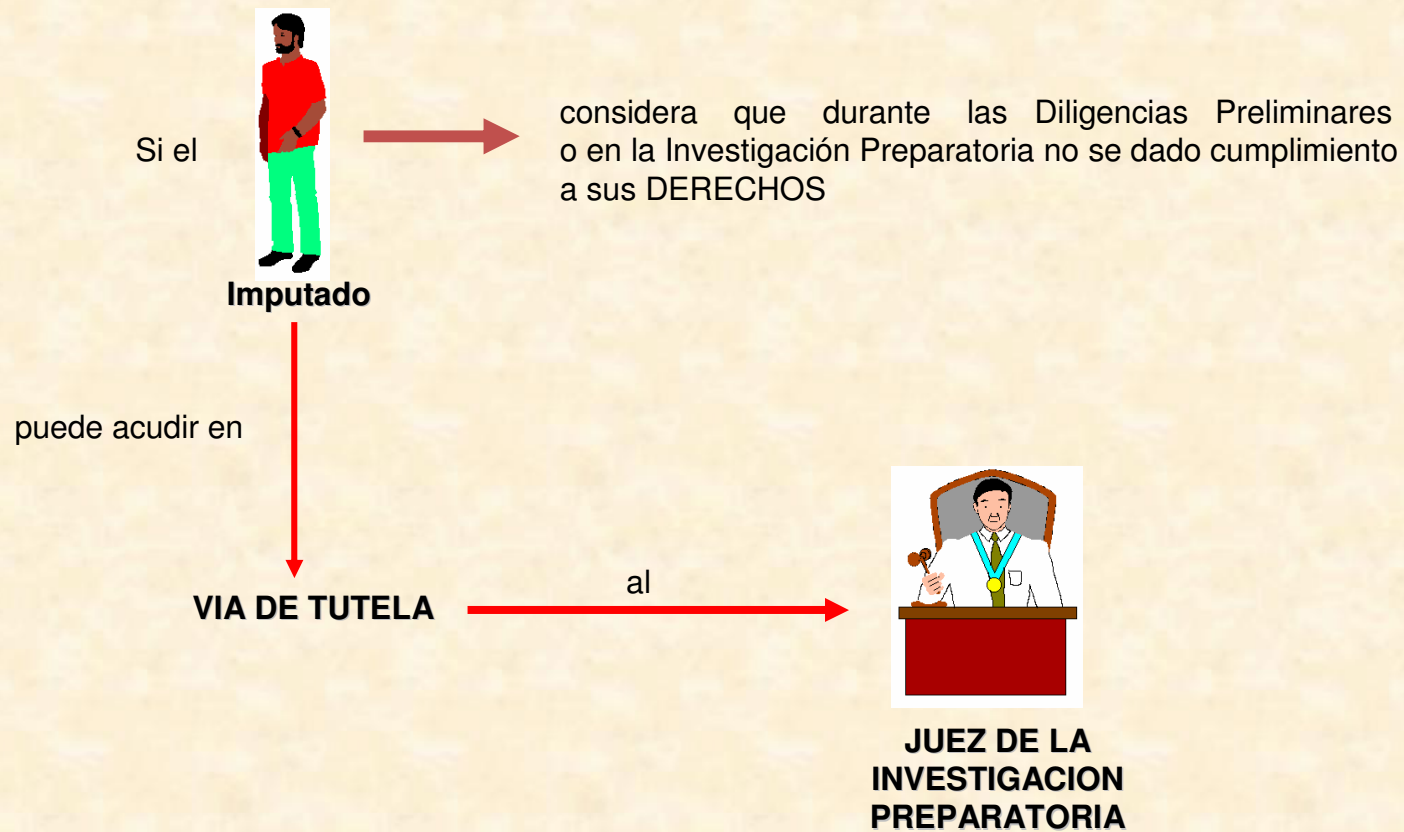 Si el
considera que durante las Diligencias Preliminares
o en la Investigación Preparatoria no se dado cumplimiento
a sus DERECHOS
Imputado
puede acudir en
VIA DE TUTELA
al
JUEZ DE LA
INVESTIGACION
PREPARATORIA